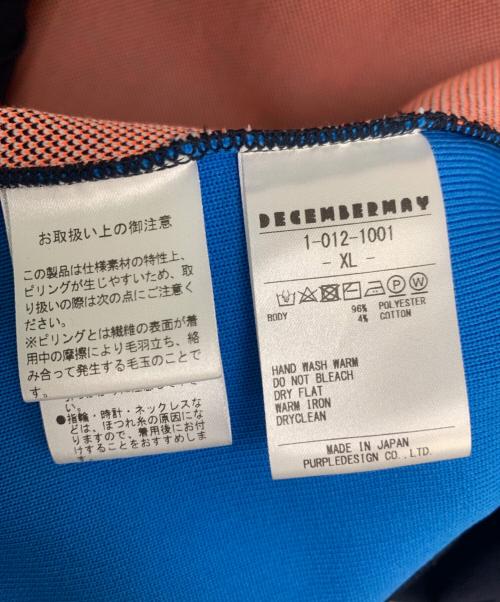 お取扱い上の御注意
この製品は仕様素材の特性上、
ピリングが生じやすいため、取
り扱いの際は次の点にご注意く
ださい。
※ピリングとは繊維の表面が着
用中の摩擦により毛羽立ち、絡
み合って発生する毛玉のことで
す。
い。
●指輪・時計・ネックレスな
どは、ほつれ糸の原因にな
りますので、着用後にお付
けすることをおすすめしま
す。
DECEMBERMAY
1-012-1001
- XL -
BODY 96% POLYESTER
4% COTTON
HAND WASH WARM
DO NOT BLEACH
DRY FLAT
WARM IRON
DRYCLEAN
MADE IN JAPAN
PURPLEDESIGN CO., LTD.